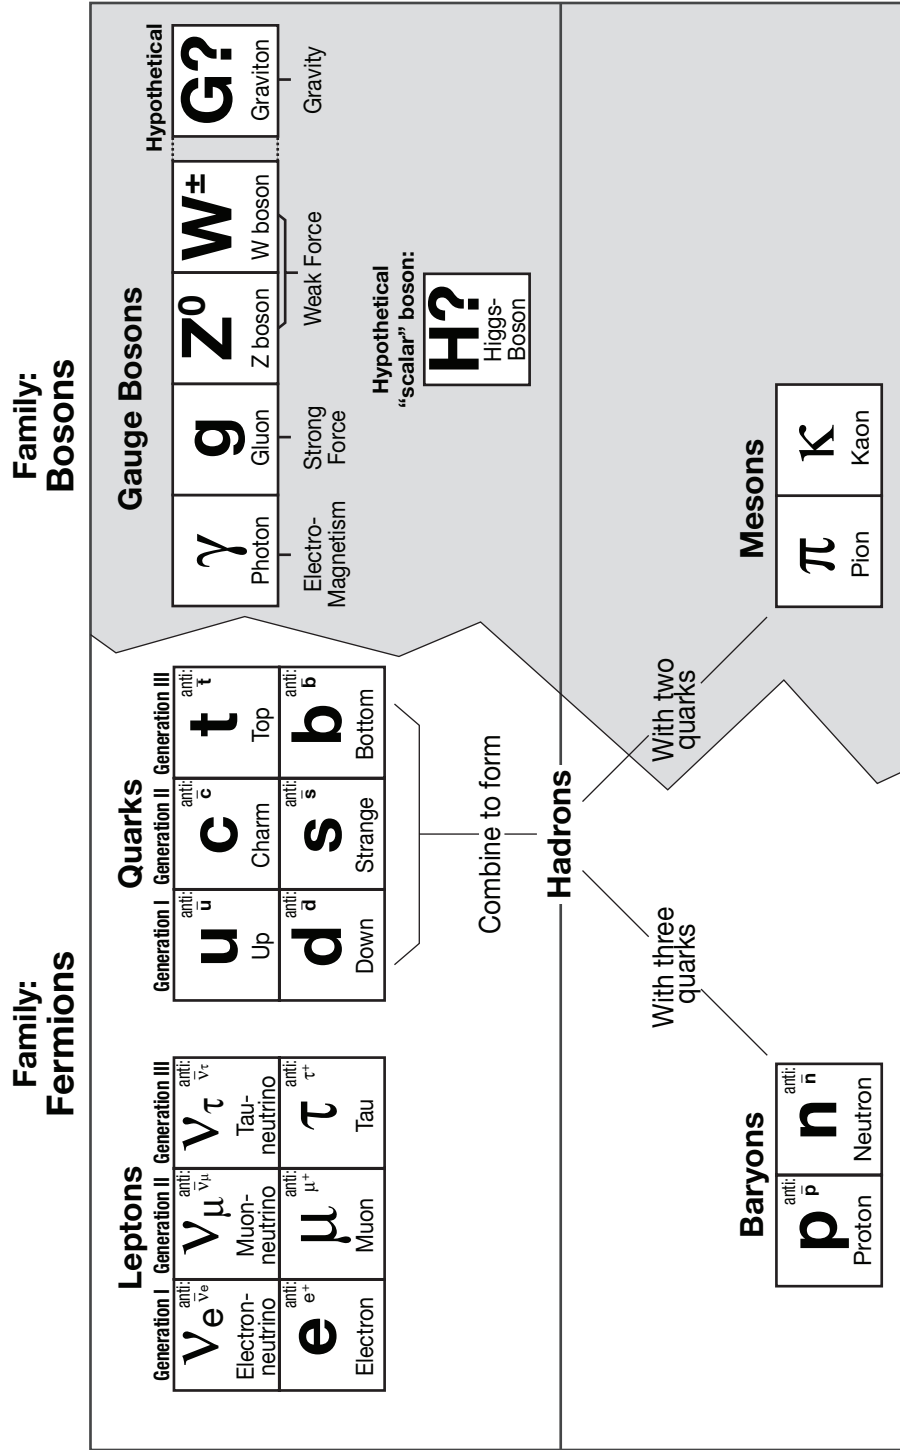 Family:
Fermions
Family:
Bosons
Leptons
Generation I
Generation II
Generation III
νe
anti:
ν̄e
Electron-
neutrino
νμ
anti:
ν̄μ
Muon-
neutrino
ντ
anti:
ν̄τ
Tau-
neutrino
e
anti:
e+
Electron
μ
anti:
μ+
Muon
τ
anti:
τ+
Tau
Quarks
Generation I
Generation II
Generation III
u
anti:
ū
Up
c
anti:
c̄
Charm
t
anti:
t̄
Top
d
anti:
d̄
Down
s
anti:
s̄
Strange
b
anti:
b̄
Bottom
Combine to form
Gauge Bosons
Hypothetical
γ
Photon
g
Gluon
Z⁰
Z boson
W±
W boson
G?
Graviton
Electro-
Magnetism
Strong
Force
Weak Force
Gravity
Hypothetical
“scalar” boson:
H?
Higgs-
Boson
Hadrons
With three
quarks
With two
quarks
Baryons
p
anti:
p̄
Proton
n
anti:
n̄
Neutron
Mesons
π
Pion
κ
Kaon